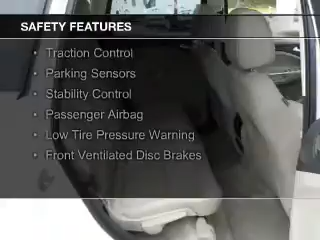 SAFETY FEATURES
• Traction Control
• Parking Sensors
• Stability Control
• Passenger Airbag
• Low Tire Pressure Warning
• Front Ventilated Disc Brakes